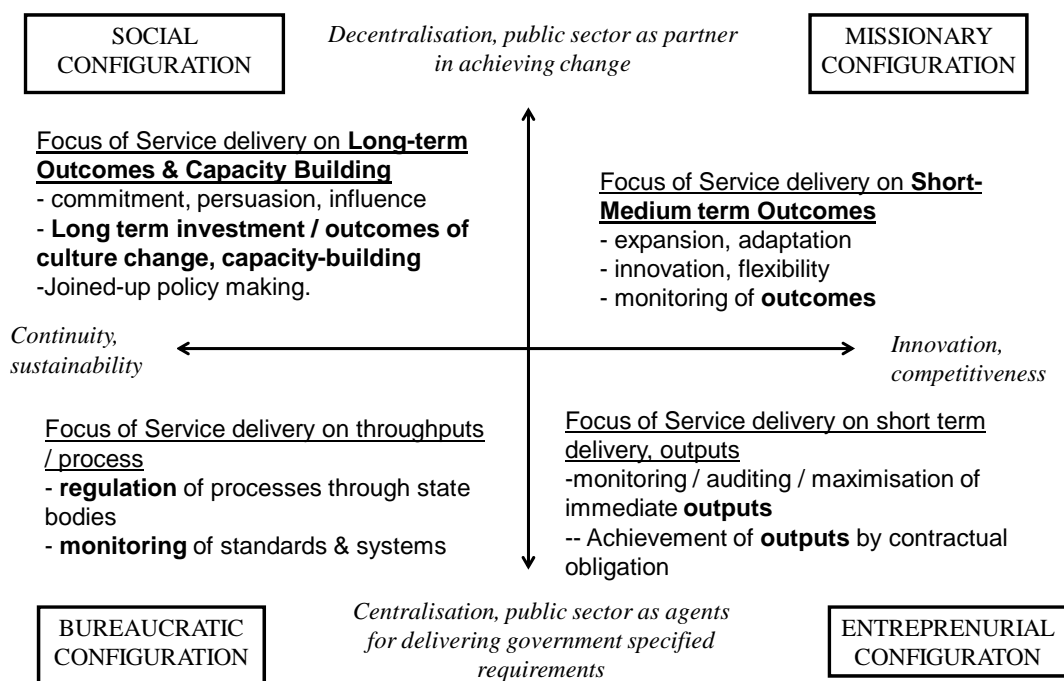 SOCIAL
CONFIGURATION
Decentralisation, public sector as partner
in achieving change
MISSIONARY
CONFIGURATION
Focus of Service delivery on Long-term
Outcomes & Capacity Building
- commitment, persuasion, influence
- Long term investment / outcomes of
culture change, capacity-building
-Joined-up policy making.
Focus of Service delivery on Short-
Medium term Outcomes
- expansion, adaptation
- innovation, flexibility
- monitoring of outcomes
Continuity,
sustainability
Innovation,
competitiveness
Focus of Service delivery on throughputs
/ process
- regulation of processes through state
bodies
- monitoring of standards & systems
Focus of Service delivery on short term
delivery, outputs
-monitoring / auditing / maximisation of
immediate outputs
-- Achievement of outputs by contractual
obligation
BUREAUCRATIC
CONFIGURATION
Centralisation, public sector as agents
for delivering government specified
requirements
ENTREPRENURIAL
CONFIGURATON